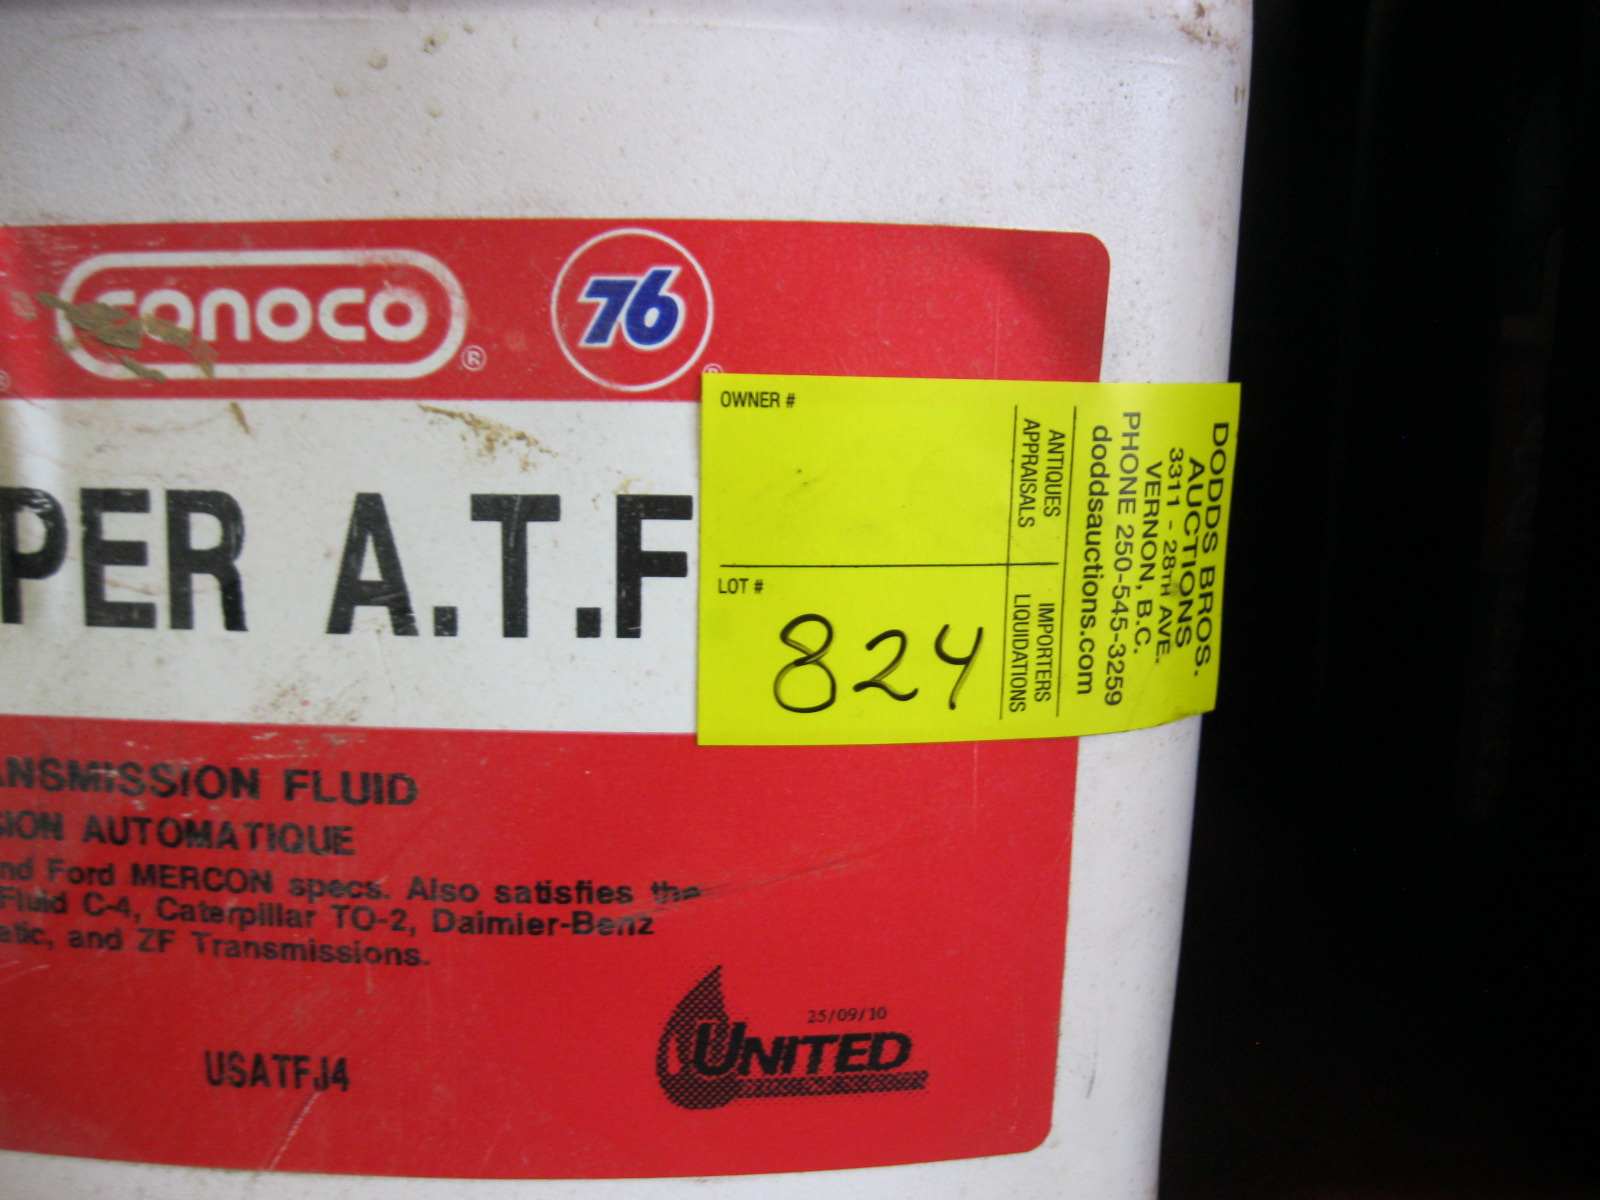 conoco ®
76 ®
PER A.T.F
ANSMISSION FLUID
SION AUTOMATIQUE
nd Ford MERCON specs. Also satisfies the
Fluid C-4, Caterpillar TO-2, Daimler-Benz
atic, and ZF Transmissions.
USATFJ4
25/09/10
UNITED
OWNER #
LOT #
824
ANTIQUES
APPRAISALS
IMPORTERS
LIQUIDATIONS
DODDS BROS.
AUCTIONS
3311 - 28TH AVE.
VERNON, B.C.
PHONE 250-545-3259
doddsauctions.com